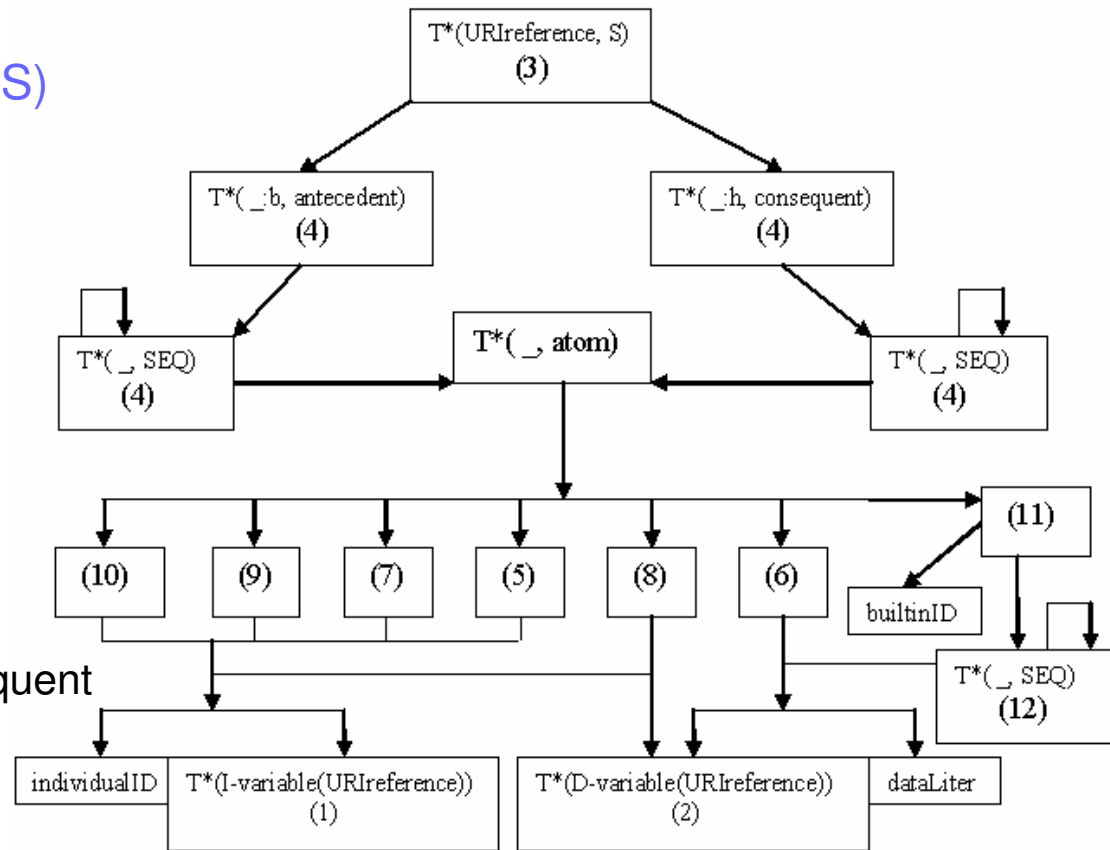 T*(URIreference, S)
(3)
S)
T*( _:b, antecedent)
(4)
T*( _:h, consequent)
(4)
T*( _, SEQ)
(4)
T*( _, atom)
T*( _, SEQ)
(4)
(11)
(10)
(9)
(7)
(5)
(8)
(6)
builtinID
quent
T*( _, SEQ)
(12)
individualID
T*(I-variable(URIreference))
(1)
T*(D-variable(URIreference))
(2)
dataLiter